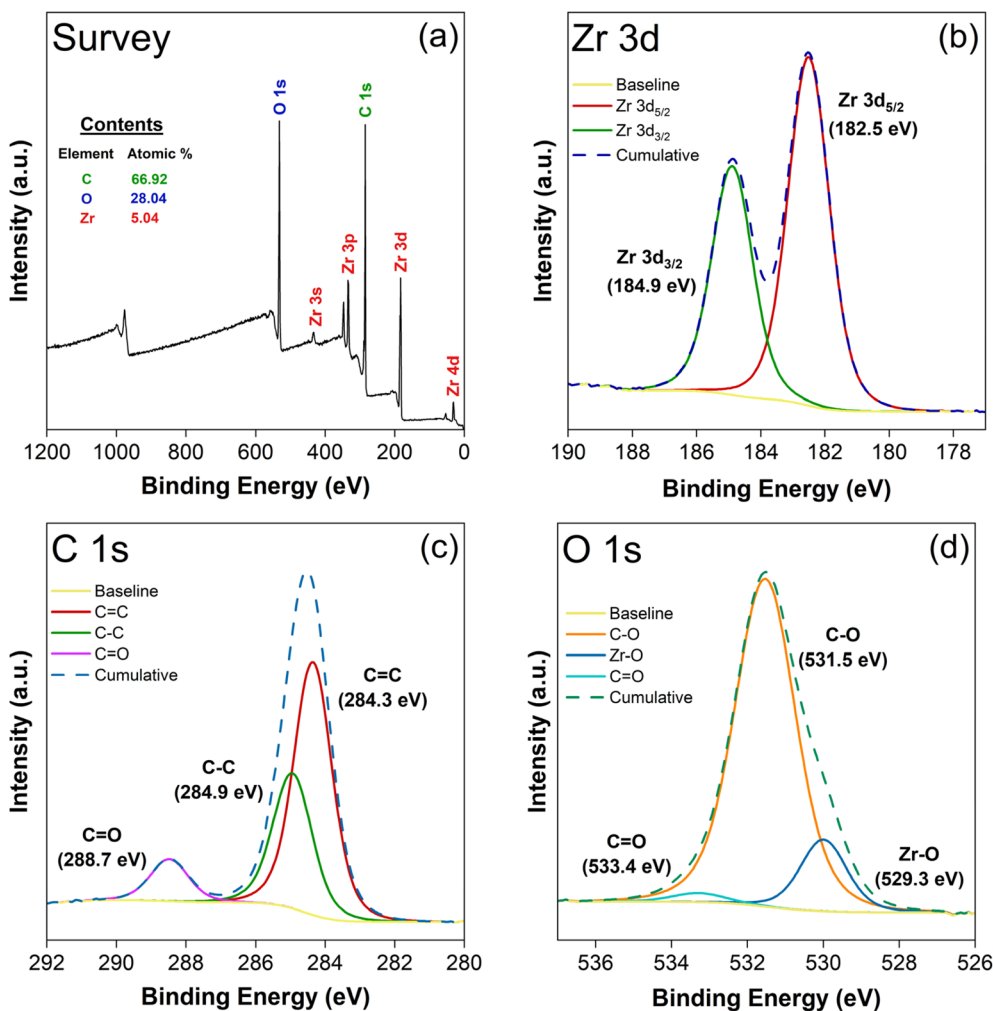 Survey
(a)
Contents
Element Atomic %
C 66.92
O 28.04
Zr 5.04
O 1s
Zr 3s
Zr 3p
C 1s
Zr 3d
Zr 4d
Intensity (a.u.)
1200 1000 800 600 400 200 0
Binding Energy (eV)
Zr 3d
(b)
Baseline
Zr 3d5/2
Zr 3d3/2
Cumulative
Zr 3d5/2
(182.5 eV)
Zr 3d3/2
(184.9 eV)
Intensity (a.u.)
190 188 186 184 182 180 178
Binding Energy (eV)
C 1s
(c)
Baseline
C=C
C-C
C=O
Cumulative
C=C
(284.3 eV)
C-C
(284.9 eV)
C=O
(288.7 eV)
Intensity (a.u.)
292 290 288 286 284 282 280
Binding Energy (eV)
O 1s
(d)
Baseline
C-O
Zr-O
C=O
Cumulative
C-O
(531.5 eV)
C=O
(533.4 eV)
Zr-O
(529.3 eV)
Intensity (a.u.)
536 534 532 530 528 526
Binding Energy (eV)